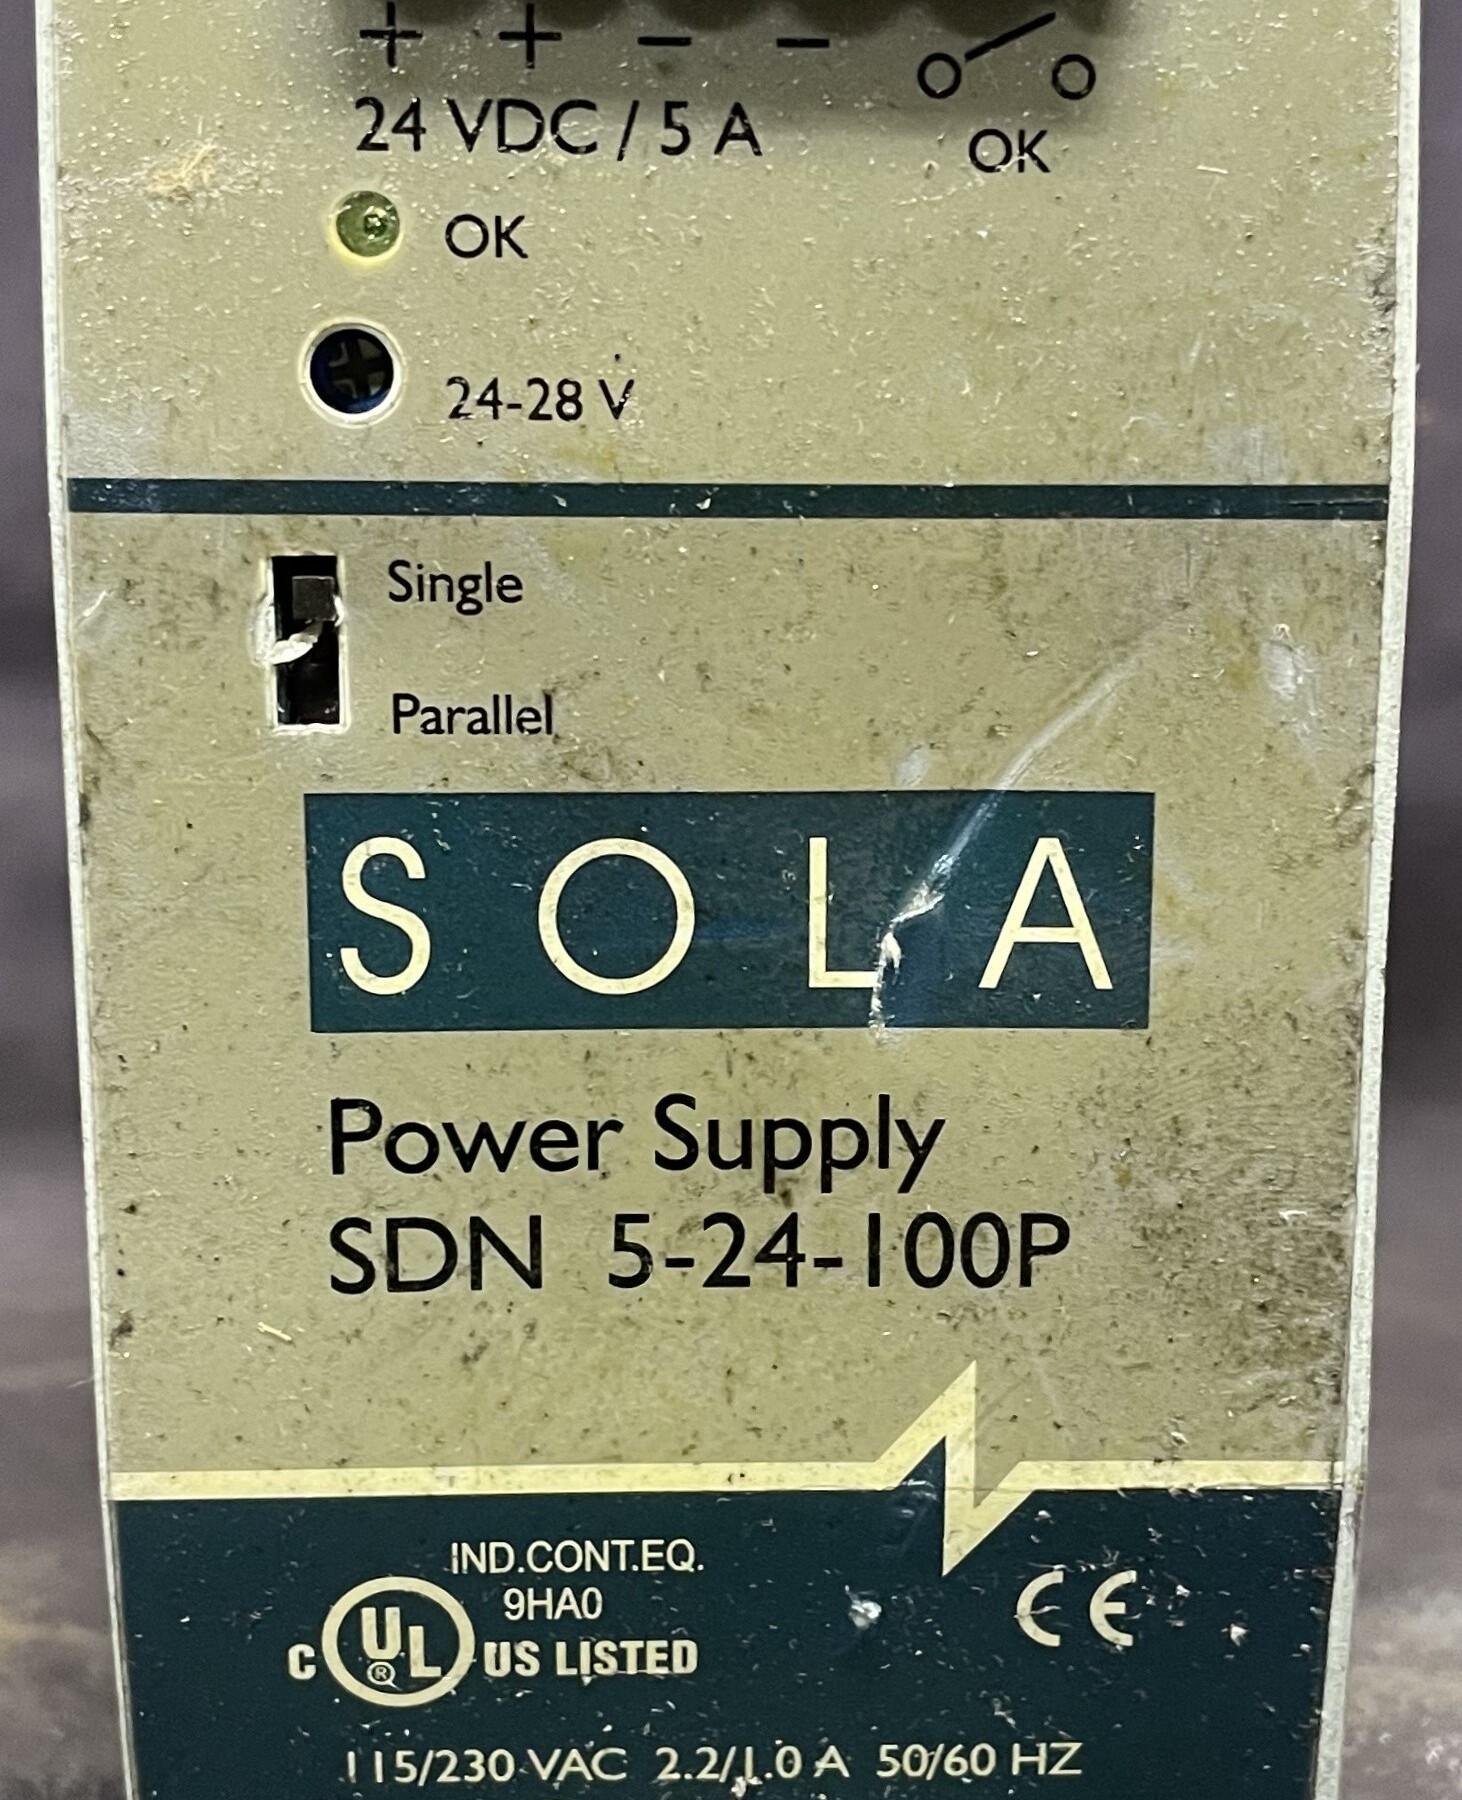 + + − −
24 VDC / 5 A
OK
OK
24-28 V
Single
Parallel
SOLA
Power Supply
SDN 5-24-100P
IND.CONT.EQ.
9HA0
C UL ® US LISTED
CE
115/230 VAC 2.2/1.0 A 50/60 HZ